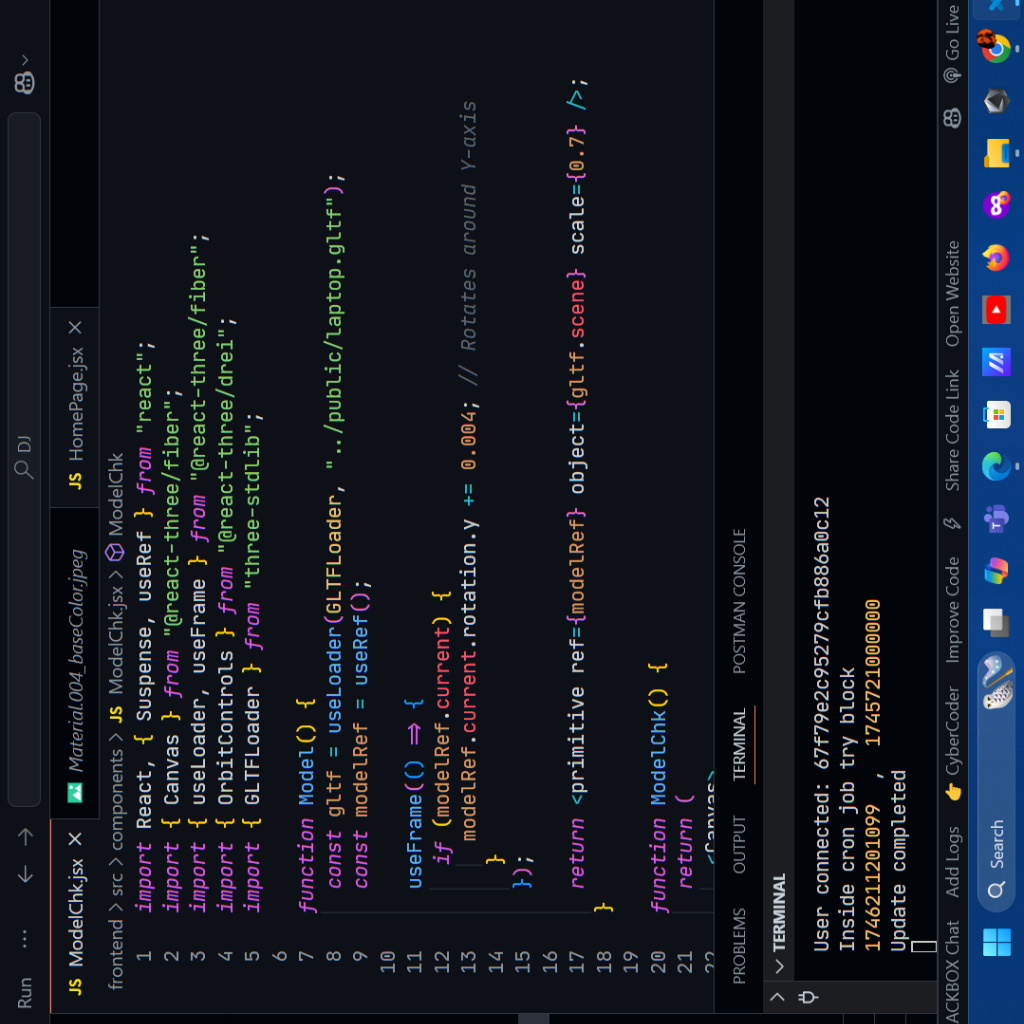 Run ... DJ
JS ModelChk.jsx Material.004_baseColor.jpeg JS HomePage.jsx
frontend > src > components > JS ModelChk.jsx > ModelChk
1 import React, { Suspense, useRef } from "react";
2 import { Canvas } from "@react-three/fiber";
3 import { useLoader, useFrame } from "@react-three/fiber";
4 import { OrbitControls } from "@react-three/drei";
5 import { GLTFLoader } from "three-stdlib";
6
7 function Model() {
8 const gltf = useLoader(GLTFLoader, "../public/laptop.gltf");
9 const modelRef = useRef();
10
11 useFrame(() => {
12 if (modelRef.current) {
13 modelRef.current.rotation.y += 0.004; // Rotates around Y-axis
14 }
15 });
16
17 return <primitive ref={modelRef} object={gltf.scene} scale={0.7} />;
18 }
19
20 function ModelChk() {
21 return (
22 <Canvas>
PROBLEMS OUTPUT TERMINAL POSTMAN CONSOLE
TERMINAL
User connected: 67f79e2c95279cfb886a0c12
Inside cron job try block
1746211201099 , 1745721000000
Update completed
ACKBOX Chat Add Logs CyberCoder Improve Code Share Code Link Open Website Go Live
Search